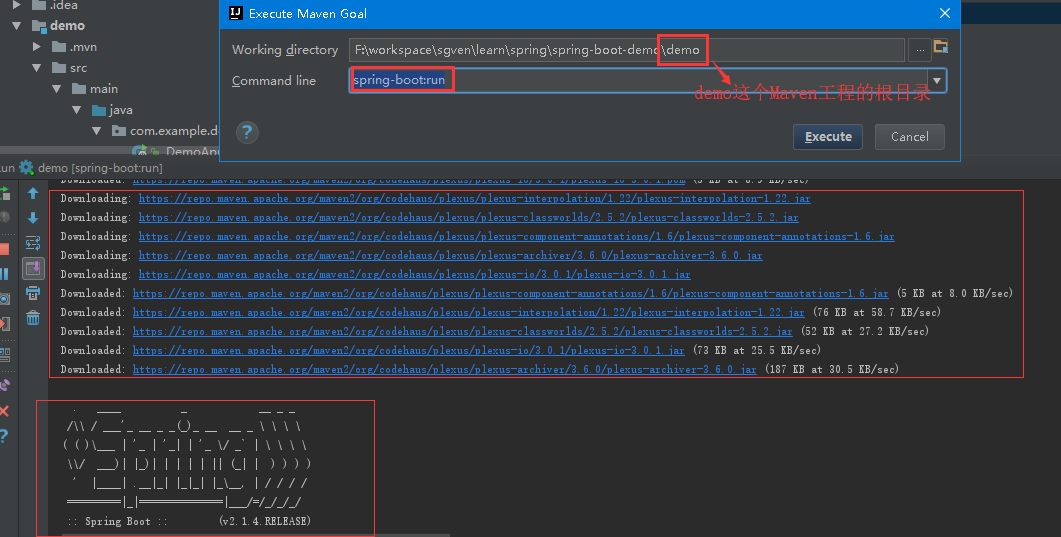 .idea
Execute Maven Goal
demo
Working directory
F:\workspace\sgven\learn\spring\spring-boot-demo\demo
...
.mvn
src
Command line
spring-boot:run
demo这个Maven工程的根目录
main
java
com.example.de
?
Execute
Cancel
DemoApp
demo [spring-boot:run]
Downloaded: https://repo.maven.apache.org/maven2/org/codehaus/plexus/plexus-io/3.0.1/plexus-io-3.0.1.pom
Downloading: https://repo.maven.apache.org/maven2/org/codehaus/plexus/plexus-interpolation/1.22/plexus-interpolation-1.22.jar
Downloading: https://repo.maven.apache.org/maven2/org/codehaus/plexus/plexus-classworlds/2.5.2/plexus-classworlds-2.5.2.jar
Downloading: https://repo.maven.apache.org/maven2/org/codehaus/plexus/plexus-component-annotations/1.6/plexus-component-annotations-1.6.jar
Downloading: https://repo.maven.apache.org/maven2/org/codehaus/plexus/plexus-archiver/3.6.0/plexus-archiver-3.6.0.jar
Downloading: https://repo.maven.apache.org/maven2/org/codehaus/plexus/plexus-io/3.0.1/plexus-io-3.0.1.jar
Downloaded: https://repo.maven.apache.org/maven2/org/codehaus/plexus/plexus-component-annotations/1.6/plexus-component-annotations-1.6.jar (5 KB at 8.0 KB/sec)
Downloaded: https://repo.maven.apache.org/maven2/org/codehaus/plexus/plexus-interpolation/1.22/plexus-interpolation-1.22.jar (76 KB at 58.7 KB/sec)
Downloaded: https://repo.maven.apache.org/maven2/org/codehaus/plexus/plexus-classworlds/2.5.2/plexus-classworlds-2.5.2.jar (52 KB at 27.2 KB/sec)
Downloaded: https://repo.maven.apache.org/maven2/org/codehaus/plexus/plexus-io/3.0.1/plexus-io-3.0.1.jar (73 KB at 25.5 KB/sec)
Downloaded: https://repo.maven.apache.org/maven2/org/codehaus/plexus/plexus-archiver/3.6.0/plexus-archiver-3.6.0.jar (187 KB at 30.5 KB/sec)
:: Spring Boot :: (v2.1.4.RELEASE)